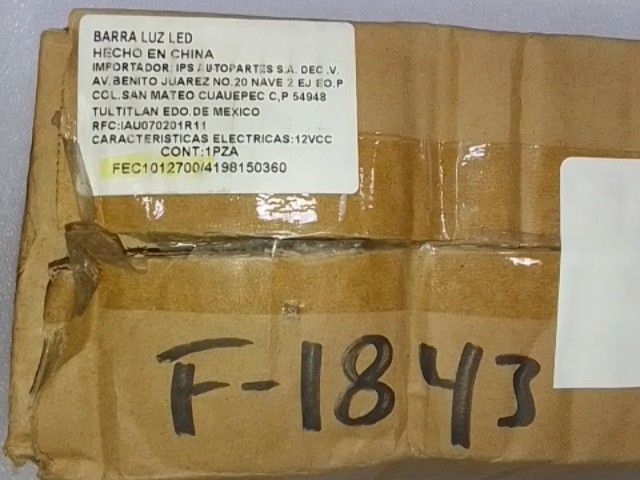 BARRA LUZ LED
HECHO EN CHINA
IMPORTADOR: IPS AUTOPARTES S.A. DEC .V.
AV.BENITO JUAREZ NO.20 NAVE 2 EJ EO.P
COL.SAN MATEO CUAUEPEC C,P 54948
TULTITLAN EDO.DE MEXICO
RFC:IAU070201R11
CARACTERISTICAS ELECTRICAS:12VCC
CONT:1PZA
FEC1012700/4198150360
F-1843